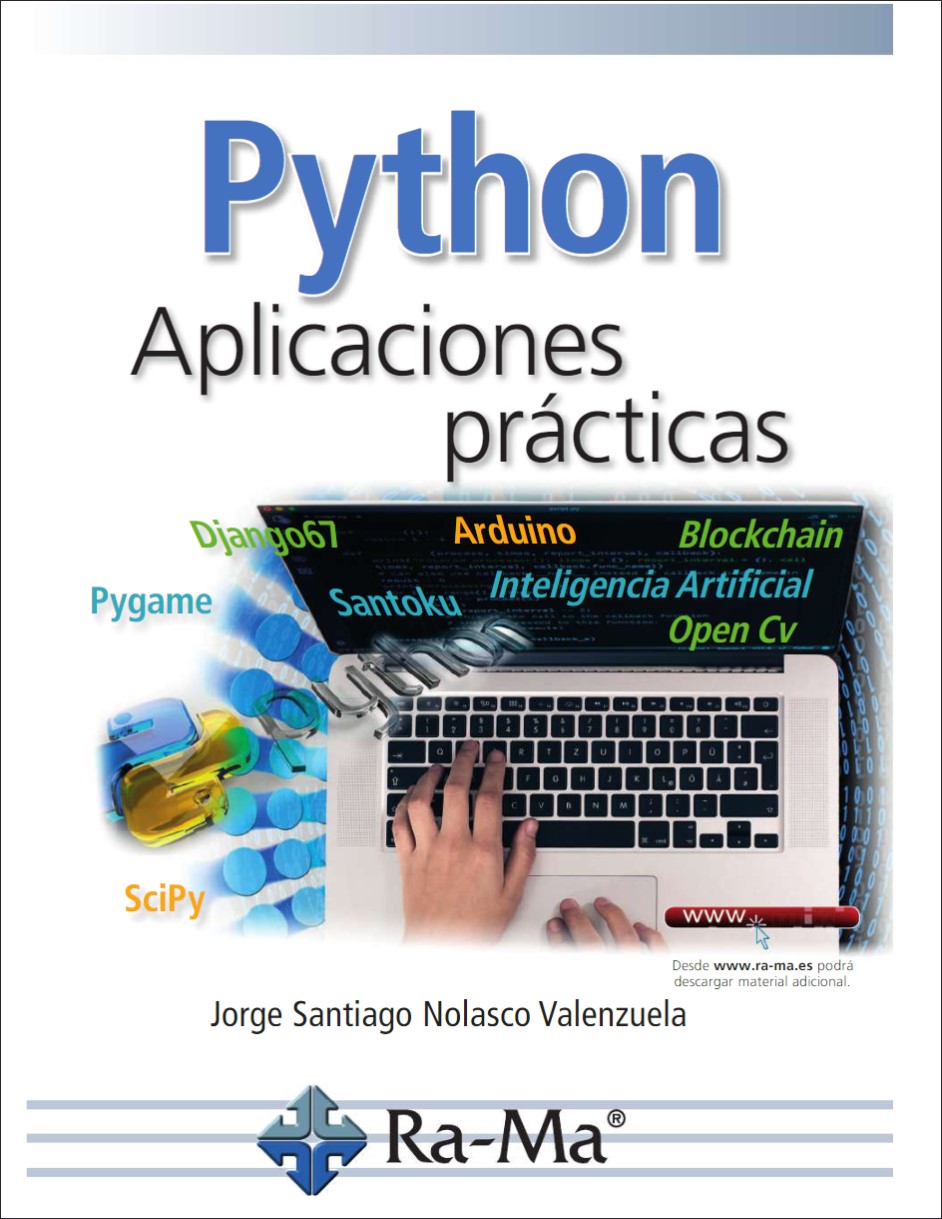 Python
Aplicaciones
prácticas
Django67
Arduino
Blockchain
Pygame
Santoku
Inteligencia Artificial
Open Cv
python
SciPy
www
Desde www.ra-ma.es podrá
descargar material adicional.
Jorge Santiago Nolasco Valenzuela
Ra-Ma®